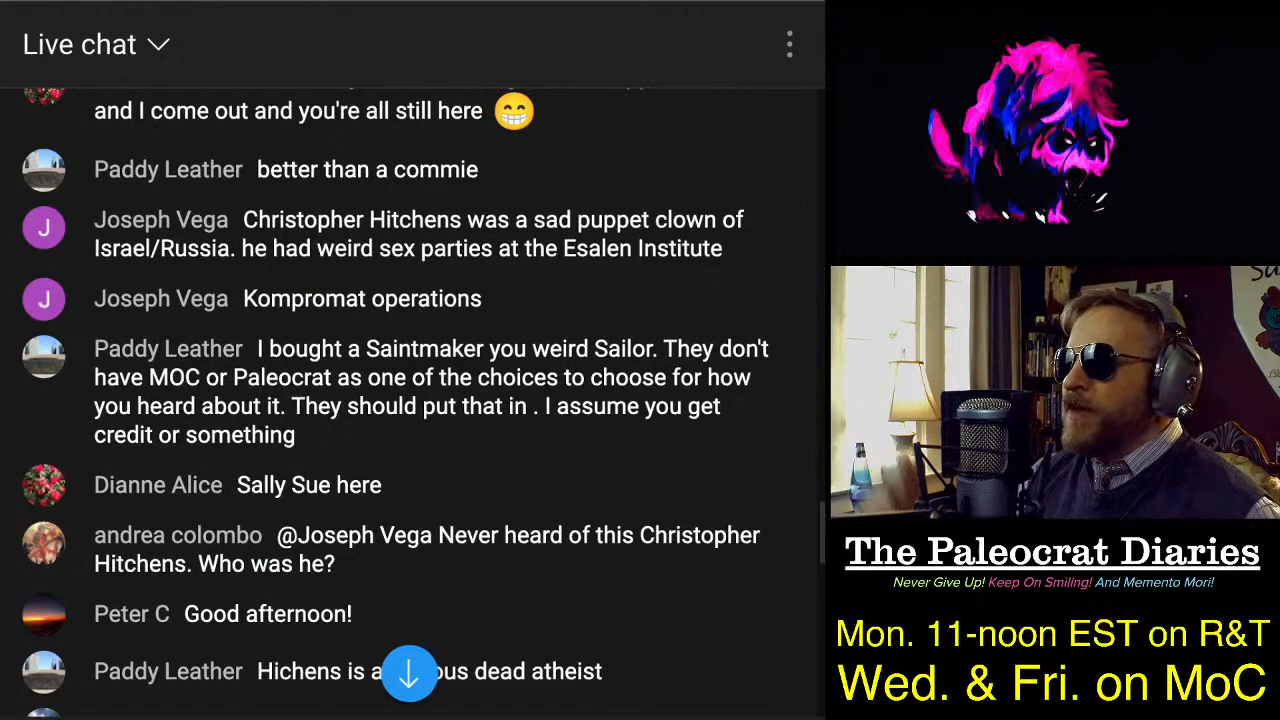 Live chat
and I come out and you're all still here
Paddy Leather better than a commie
Joseph Vega Christopher Hitchens was a sad puppet clown of
Israel/Russia. he had weird sex parties at the Esalen Institute
Joseph Vega Kompromat operations
Paddy Leather I bought a Saintmaker you weird Sailor. They don't
have MOC or Paleocrat as one of the choices to choose for how
you heard about it. They should put that in . I assume you get
credit or something
Dianne Alice Sally Sue here
andrea colombo @Joseph Vega Never heard of this Christopher
Hitchens. Who was he?
Peter C Good afternoon!
Paddy Leather Hichens is a ous dead atheist
J
J
The Paleocrat Diaries
Never Give Up! Keep On Smiling! And Memento Mori!
Mon. 11-noon EST on R&T
Wed. & Fri. on MoC